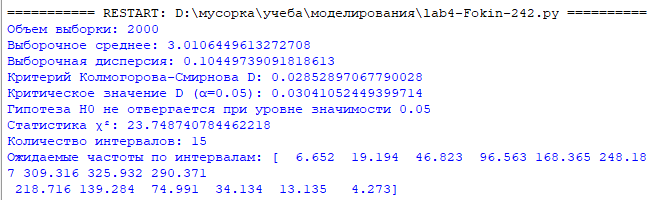 =========== RESTART: D:\мусорка\учеба\моделирования\lab4-Fokin-242.py ==========
Объем выборки: 2000
Выборочное среднее: 3.0106449613272708
Выборочная дисперсия: 0.10449739091818613
Критерий Колмогорова-Смирнова D: 0.02852897067790028
Критическое значение D (α=0.05): 0.03041052449399714
Гипотеза H0 не отвергается при уровне значимости 0.05
Статистика χ²: 23.748740784462218
Количество интервалов: 15
Ожидаемые частоты по интервалам: [  6.652  19.194  46.823  96.563 168.365 248.18
7 309.316 325.932 290.371
 218.716 139.284  74.991  34.134  13.135   4.273]